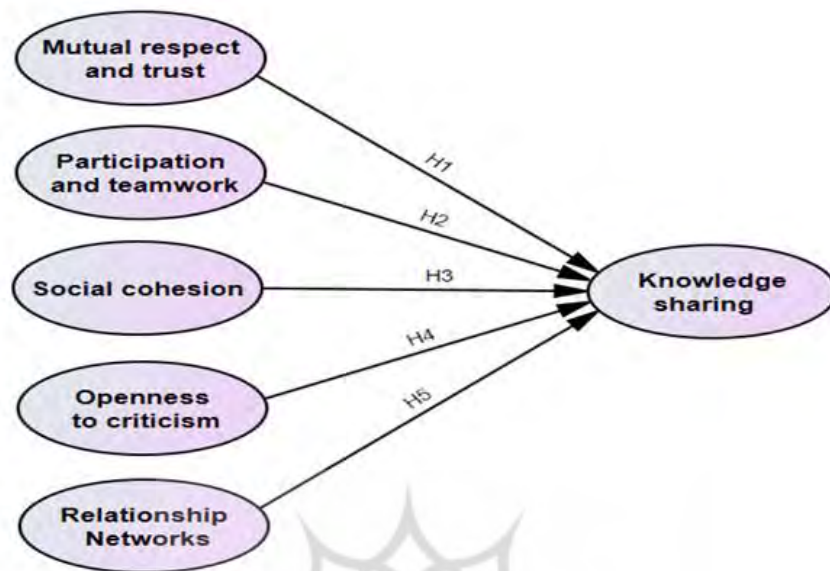 Mutual respect
and trust
H1
Participation
and teamwork
H2
Social cohesion
H3
Knowledge
sharing
H4
Openness
to criticism
H5
Relationship
Networks